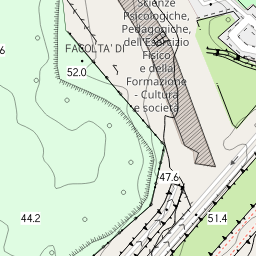 Scienze
Psicologiche,
Pedagogiche,
dell'Esercizio
Fisico
e della
Formazione
- Cultura
e società
FACOLTA' DI
52.0
47.6
44.2
51.4